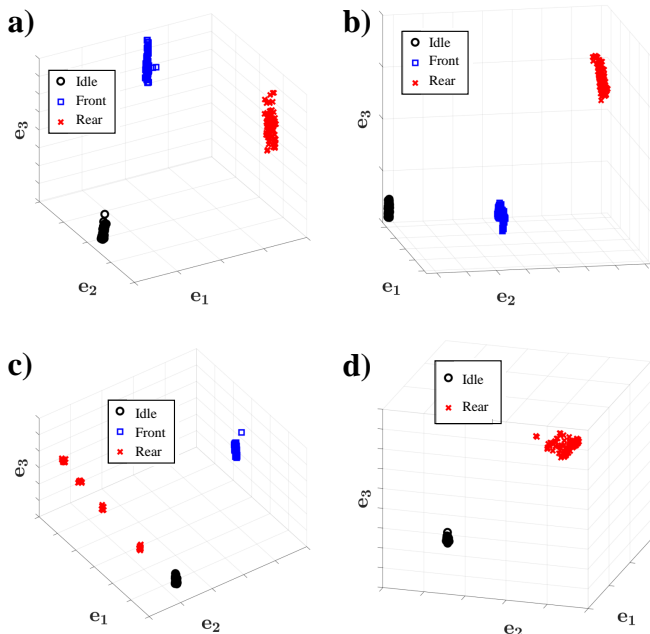 a)
Idle
Front
Rear
e3
e2
e1
b)
Idle
Front
Rear
e3
e1
e2
c)
Idle
Front
Rear
e3
e1
e2
d)
Idle
Rear
e3
e1
e2